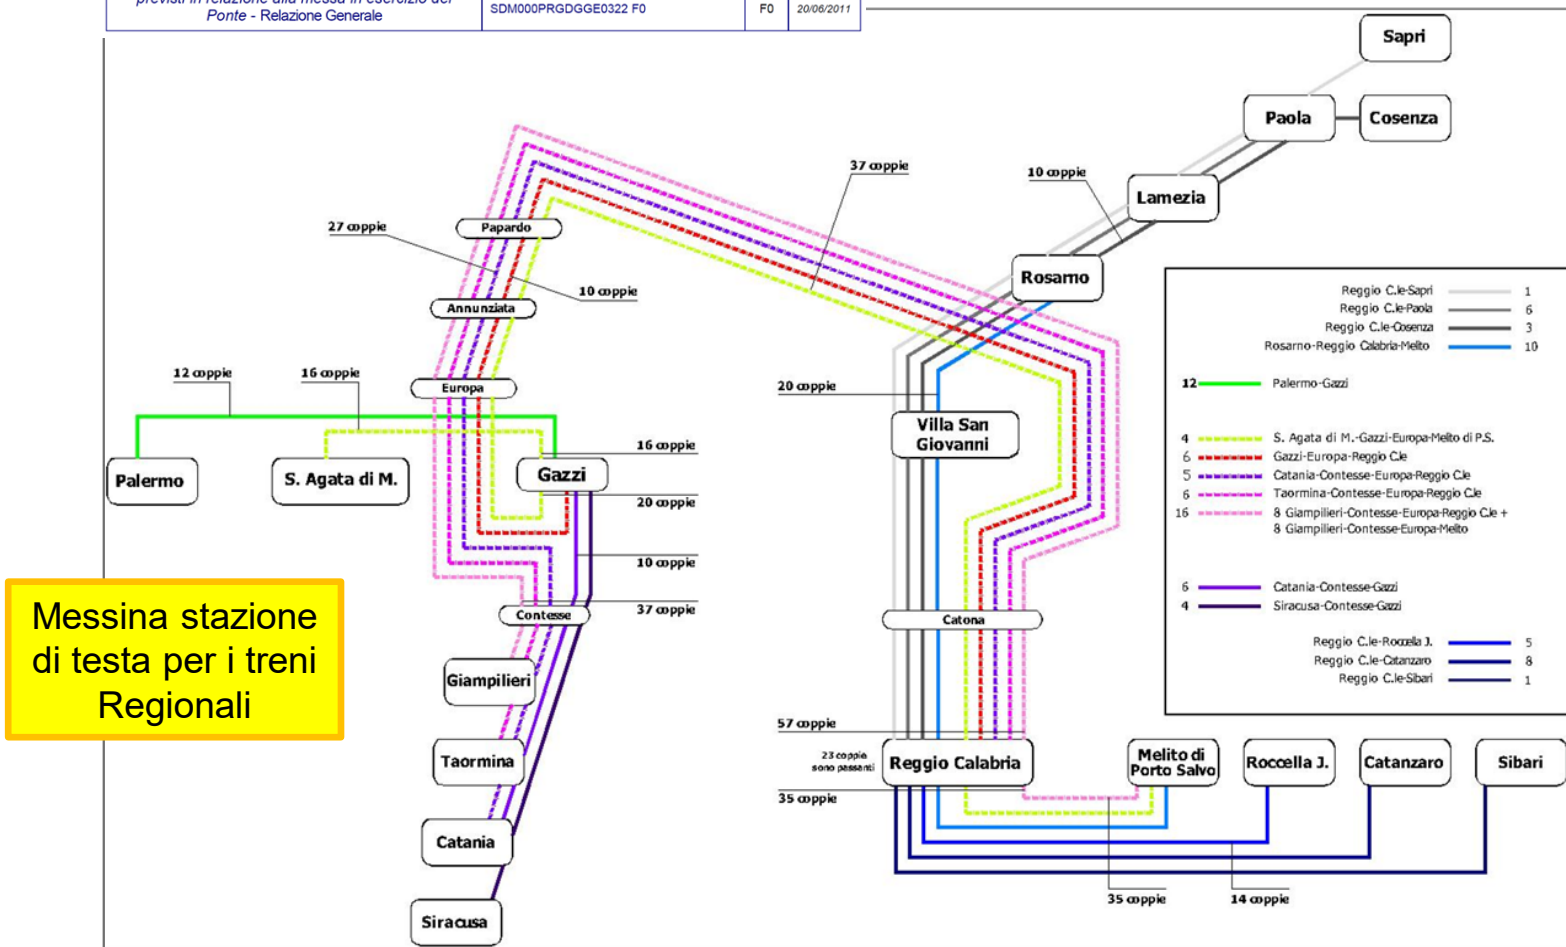 previsti in relazione alla messa in esercizio del
Ponte - Relazione Generale
SDM000PRGDGGE0322 F0
F0
20/06/2011
Sapri
Paola
Cosenza
37 coppie
10 coppie
Lamezia
27 coppie
Papardo
Rosarno
10 coppie
Annunziata
Reggio C.le-Sapri 1
Reggio C.le-Paola 6
Reggio C.le-Cosenza 3
Rosarno-Reggio Calabria-Melito 10
12 coppie
16 coppie
Europa
20 coppie
12 Palermo-Gazzi
Villa San
Giovanni
16 coppie
4 S. Agata di M.-Gazzi-Europa-Melito di P.S.
6 Gazzi-Europa-Reggio C.le
5 Catania-Contesse-Europa-Reggio C.le
6 Taormina-Contesse-Europa-Reggio C.le
16 8 Giampilieri-Contesse-Europa-Reggio C.le +
8 Giampilieri-Contesse-Europa-Melito
Palermo
S. Agata di M.
Gazzi
20 coppie
10 coppie
6 Catania-Contesse-Gazzi
4 Siracusa-Contesse-Gazzi
37 coppie
Contesse
Catona
Messina stazione
di testa per i treni
Regionali
Reggio C.le-Roccella J. 5
Reggio C.le-Catanzaro 8
Reggio C.le-Sibari 1
Giampilieri
57 coppie
Taormina
23 coppie
sono passanti
Reggio Calabria
Melito di
Porto Salvo
Roccella J.
Catanzaro
Sibari
35 coppie
Catania
35 coppie
14 coppie
Siracusa